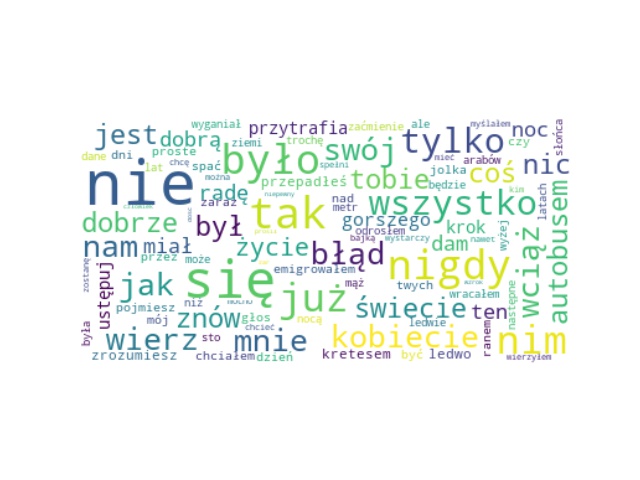 wyganiał przytrafia zaćmienie ale myślałem
jest dobrą ziemi trochę tylko noc słońca
dane dni proste było swój czy
nie lat chcę spać można spełni przepadłeś tobie jolka mieć arabów coś nic
radę zaraz będzie kim
dobrze był tak nad metr wszystko latach
gorszego krok
nam miał życie błąd odrosłem bajką wystarczy dam nawet wyżej
przez może emigrowałem mąż nigdy wciąż autobusem
zostanę ustępuj jak się już twych wracałem
pojmiesz niż świecie ten następne
mój znów głos nocą ledwie
była wierz sto chcieć mnie kobiecie ranem nim
zrozumiesz chciałem dzień kretesem być ledwo wierzyłem